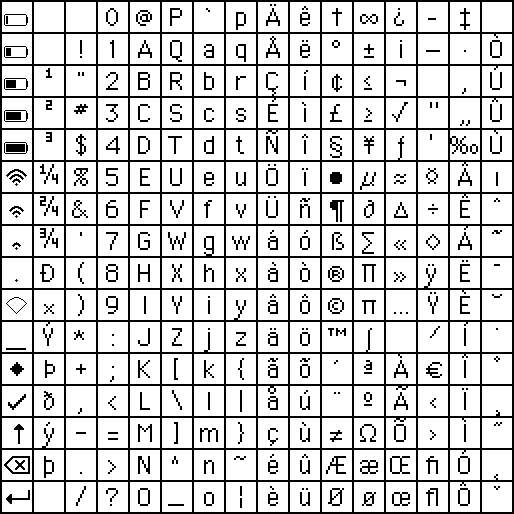 0 @ P ` p Ä ê † ∞ ¿ – ‡
! 1 A Q a q Å ë ° ± ¡ — · Ò
¹ " 2 B R b r Ç í ¢ ≤ ¬ ‚ Ú
² # 3 C S c s É ì £ ≥ √ " „ Û
³ $ 4 D T d t Ñ î § ¥ ƒ ' ‰ Ù
¼ % 5 E U e u Ö ï ● µ ≈ Â ı
2/4 & 6 F V f v Ü ñ ¶ ∂ ∆ ÷ Ê ˆ
¾ ' 7 G W g w á ó ß ∑ « ◊ Á ˜
Ð ( 8 H X h x à ò ® ∏ » ÿ Ë ¯
× ) 9 I Y i y â ô © π … Ÿ È ˘
_ Ý * : J Z j z ä ö ™ ∫ ⁄ Í ˙
◆ Þ + ; K [ k { ã õ ´ ª À € Î ˚
✓ ð , < L \ l | å ú ¨ º Ã ‹ Ï ¸
↑ ý - = M ] m } ç ù ≠ Ω Õ › Ì ˝
⌫ þ . > N ^ n ~ é û Æ æ Œ ﬁ Ó ˛
↵ / ? O _ o ¦ è ü Ø ø œ ﬂ Ô ˇ